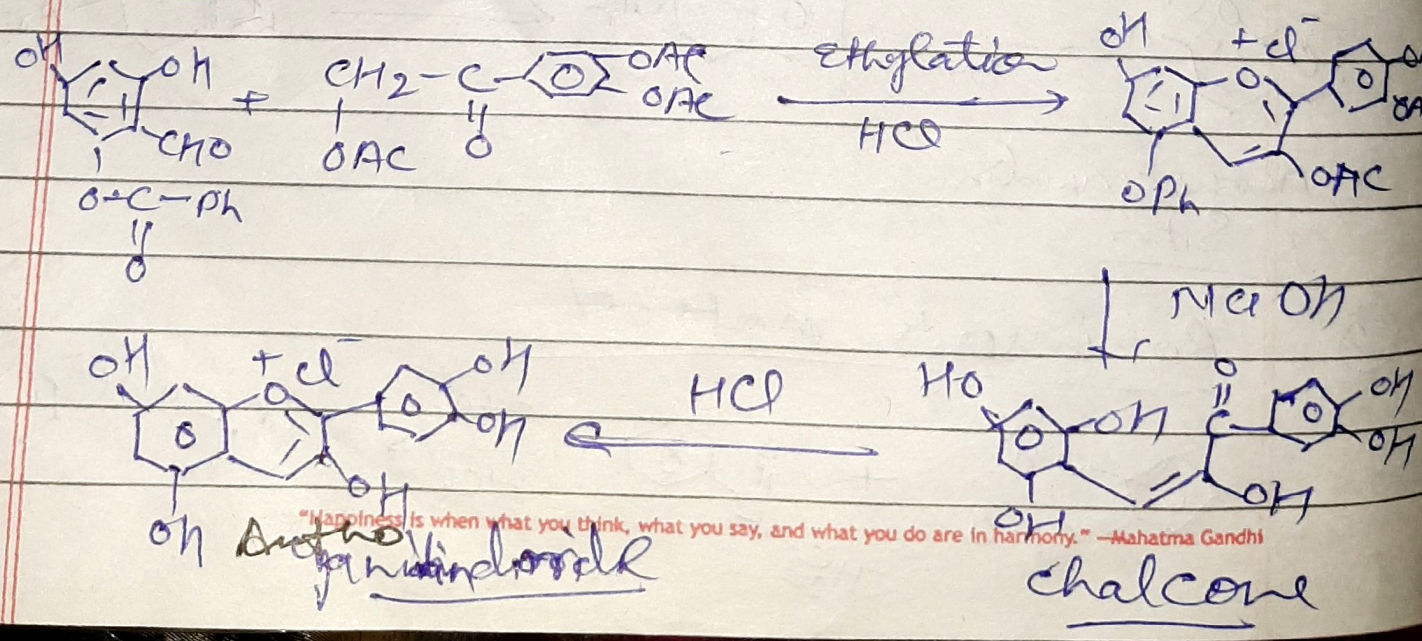 OH OH + CH2-C- OAC OAC Ethylation HCl OH + Cl- O
CHO OAC O OAC OPh
O-C-Ph
O
NaOH
OH + Cl- O OH OH HCl HO OH O C OH OH
OH OH OH OH
"Happiness is when what you think, what you say, and what you do are in harmony." —Mahatma Gandhi
Chalcone